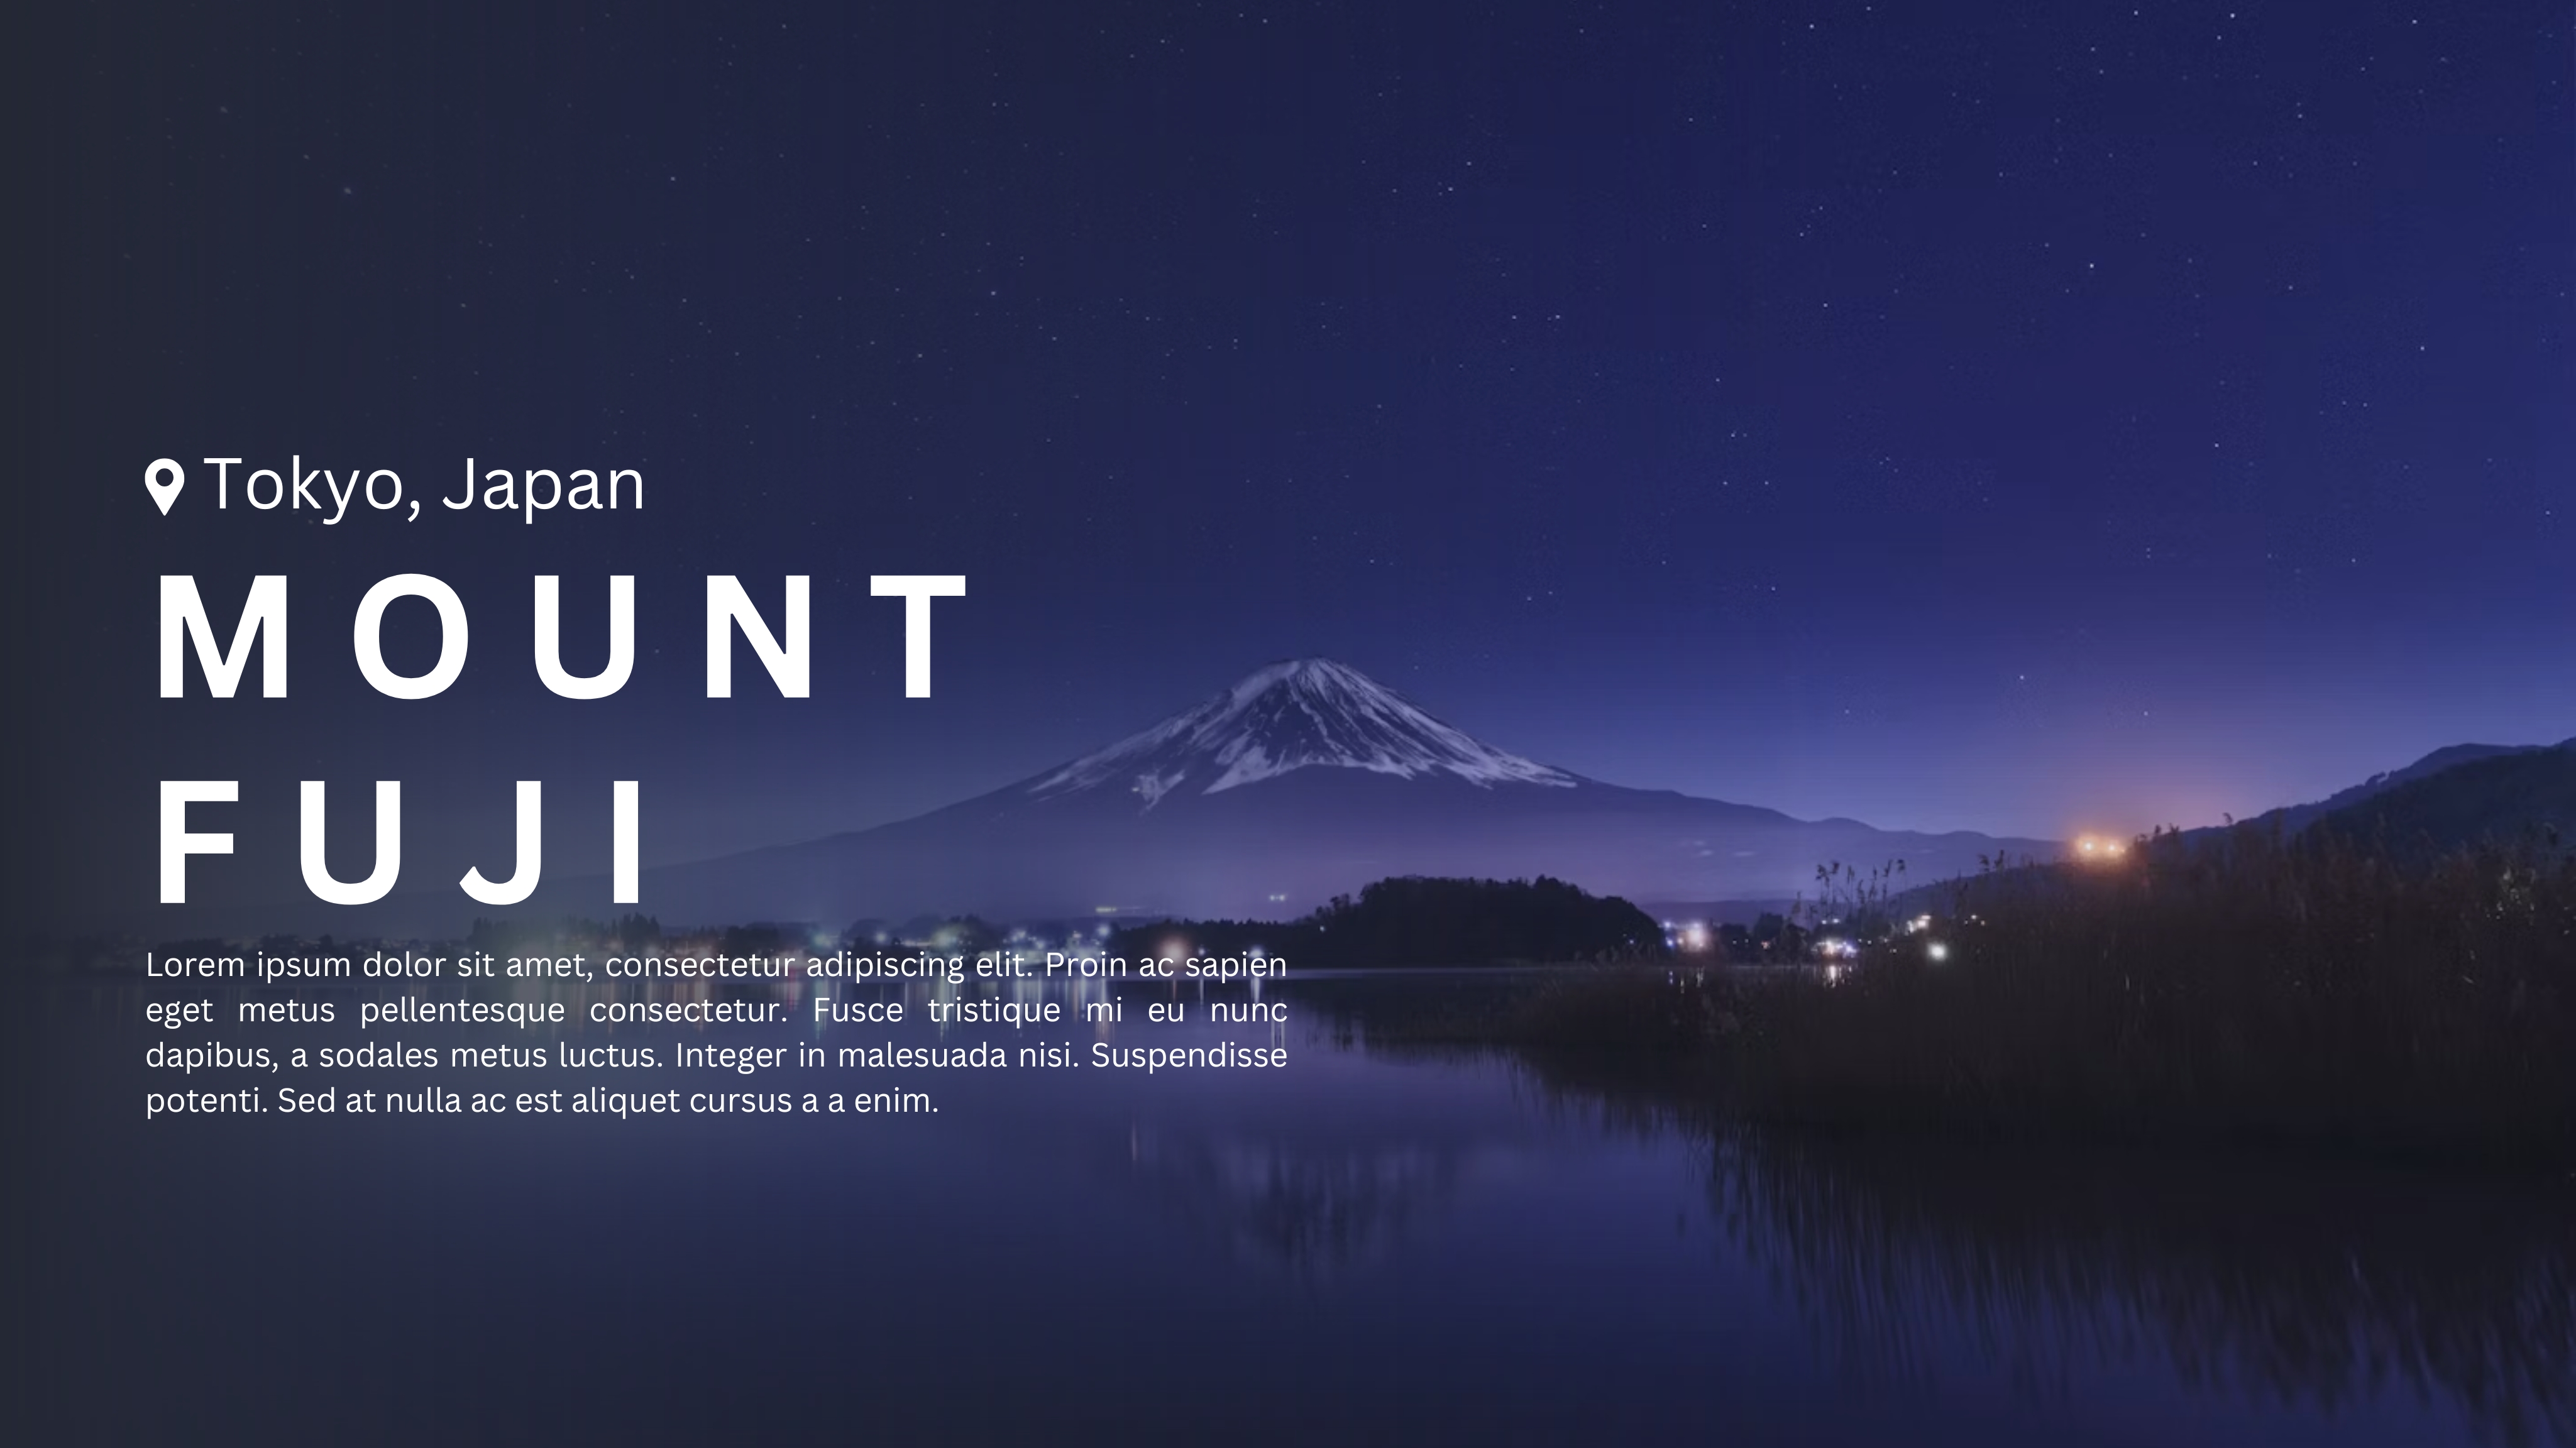 Tokyo, Japan
MOUNT
FUJI
Lorem ipsum dolor sit amet, consectetur adipiscing elit. Proin ac sapien
eget metus pellentesque consectetur. Fusce tristique mi eu nunc
dapibus, a sodales metus luctus. Integer in malesuada nisi. Suspendisse
potenti. Sed at nulla ac est aliquet cursus a a enim.